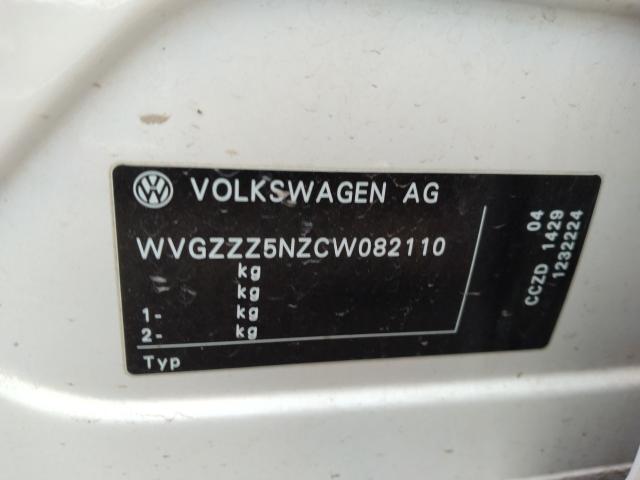 VOLKSWAGEN AG
WVGZZZ5NZCW082110
kg
kg
1- kg
2- kg
Typ
04
CCZD 1429
1232224